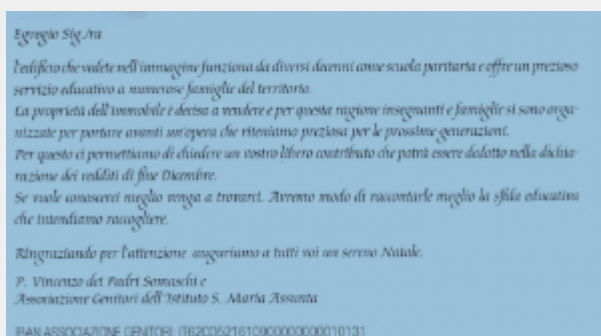 Egregio Sig./ra
l'edificio che vedete nell'immagine funziona da diversi decenni come scuola paritaria e offre un prezioso
servizio educativo a numerose famiglie del territorio.
La proprietà dell'immobile è decisa a vendere e per questa ragione insegnanti e famiglie si sono orga-
nizzate per portare avanti un'opera che riteniamo preziosa per le prossime generazioni.
Per questo ci permettiamo di chiedere un vostro libero contributo che potrà essere dedotto nella dichia-
razione dei redditi di fine Dicembre.
Se vuole conoscerci meglio venga a trovarci. Avremo modo di raccontarle meglio la sfida educativa
che intendiamo raccogliere.
Ringraziando per l'attenzione auguriamo a tutti voi un sereno Natale.
P. Vincenzo dei Padri Somaschi e
Associazione Genitori dell'Istituto S. Maria Assunta
IBAN ASSOCIAZIONE GENITORI: